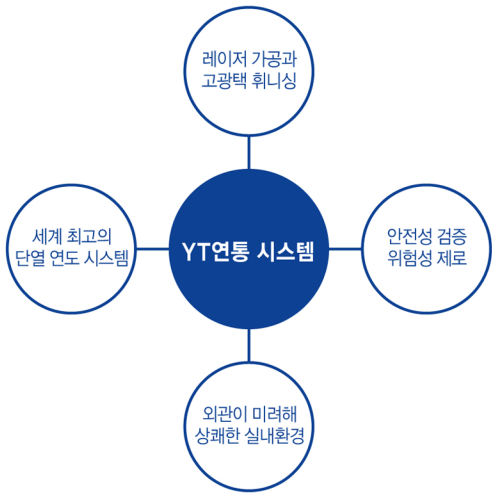 레이저 가공과
고광택 휘니싱
세계 최고의
단열 연도 시스템
YT연통 시스템
안전성 검증
위험성 제로
외관이 미려해
상쾌한 실내환경